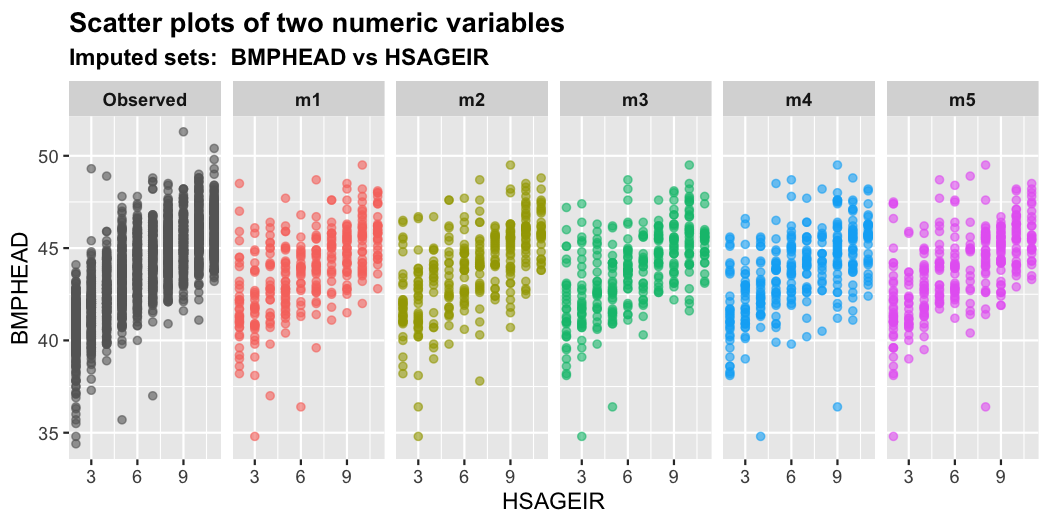 Scatter plots of two numeric variables
Imputed sets:  BMPHEAD vs HSAGEIR
Observed m1 m2 m3 m4 m5
50
45
40
35
BMPHEAD
3 6 9 3 6 9 3 6 9 3 6 9 3 6 9 3 6 9
HSAGEIR